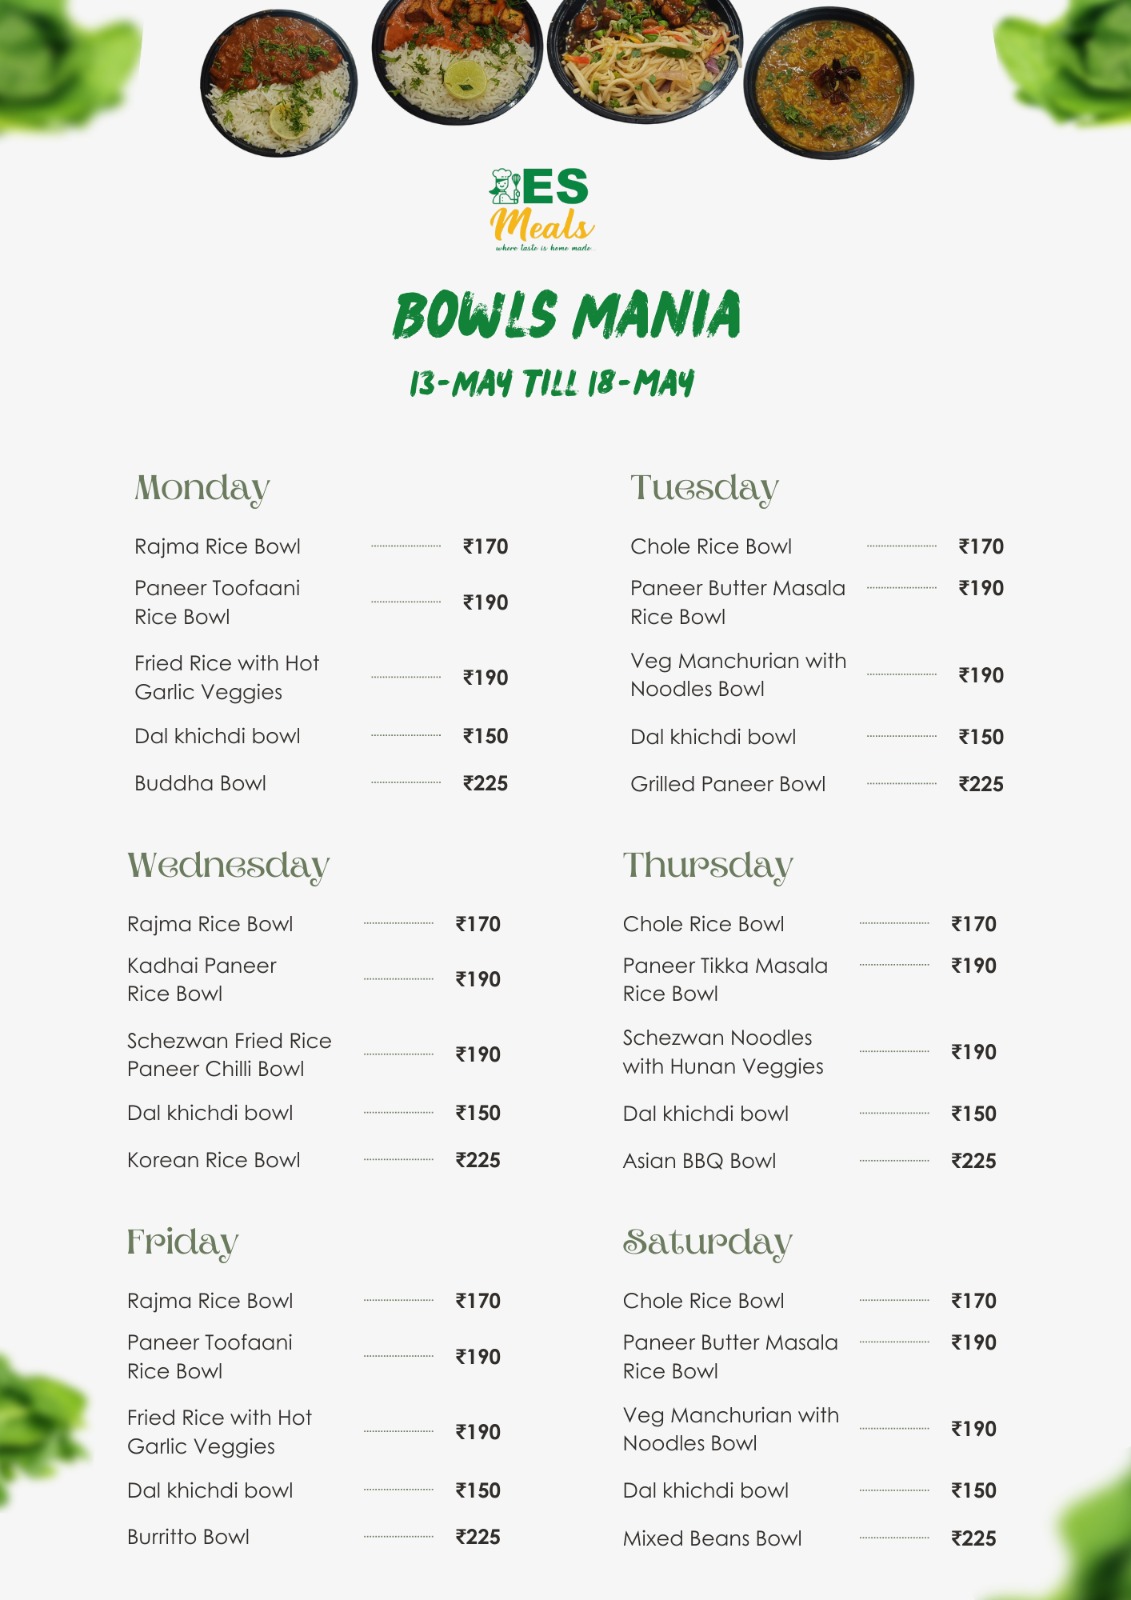 ES
Meals
where taste is home made
BOWLS MANIA
13-MAY TILL 18-MAY
Monday
Rajma Rice Bowl ₹170
Paneer Toofaani
Rice Bowl ₹190
Fried Rice with Hot
Garlic Veggies ₹190
Dal khichdi bowl ₹150
Buddha Bowl ₹225
Tuesday
Chole Rice Bowl ₹170
Paneer Butter Masala ₹190
Rice Bowl
Veg Manchurian with
Noodles Bowl ₹190
Dal khichdi bowl ₹150
Grilled Paneer Bowl ₹225
Wednesday
Rajma Rice Bowl ₹170
Kadhai Paneer
Rice Bowl ₹190
Schezwan Fried Rice
Paneer Chilli Bowl ₹190
Dal khichdi bowl ₹150
Korean Rice Bowl ₹225
Thursday
Chole Rice Bowl ₹170
Paneer Tikka Masala ₹190
Rice Bowl
Schezwan Noodles
with Hunan Veggies ₹190
Dal khichdi bowl ₹150
Asian BBQ Bowl ₹225
Friday
Rajma Rice Bowl ₹170
Paneer Toofaani
Rice Bowl ₹190
Fried Rice with Hot
Garlic Veggies ₹190
Dal khichdi bowl ₹150
Burritto Bowl ₹225
Saturday
Chole Rice Bowl ₹170
Paneer Butter Masala ₹190
Rice Bowl
Veg Manchurian with
Noodles Bowl ₹190
Dal khichdi bowl ₹150
Mixed Beans Bowl ₹225